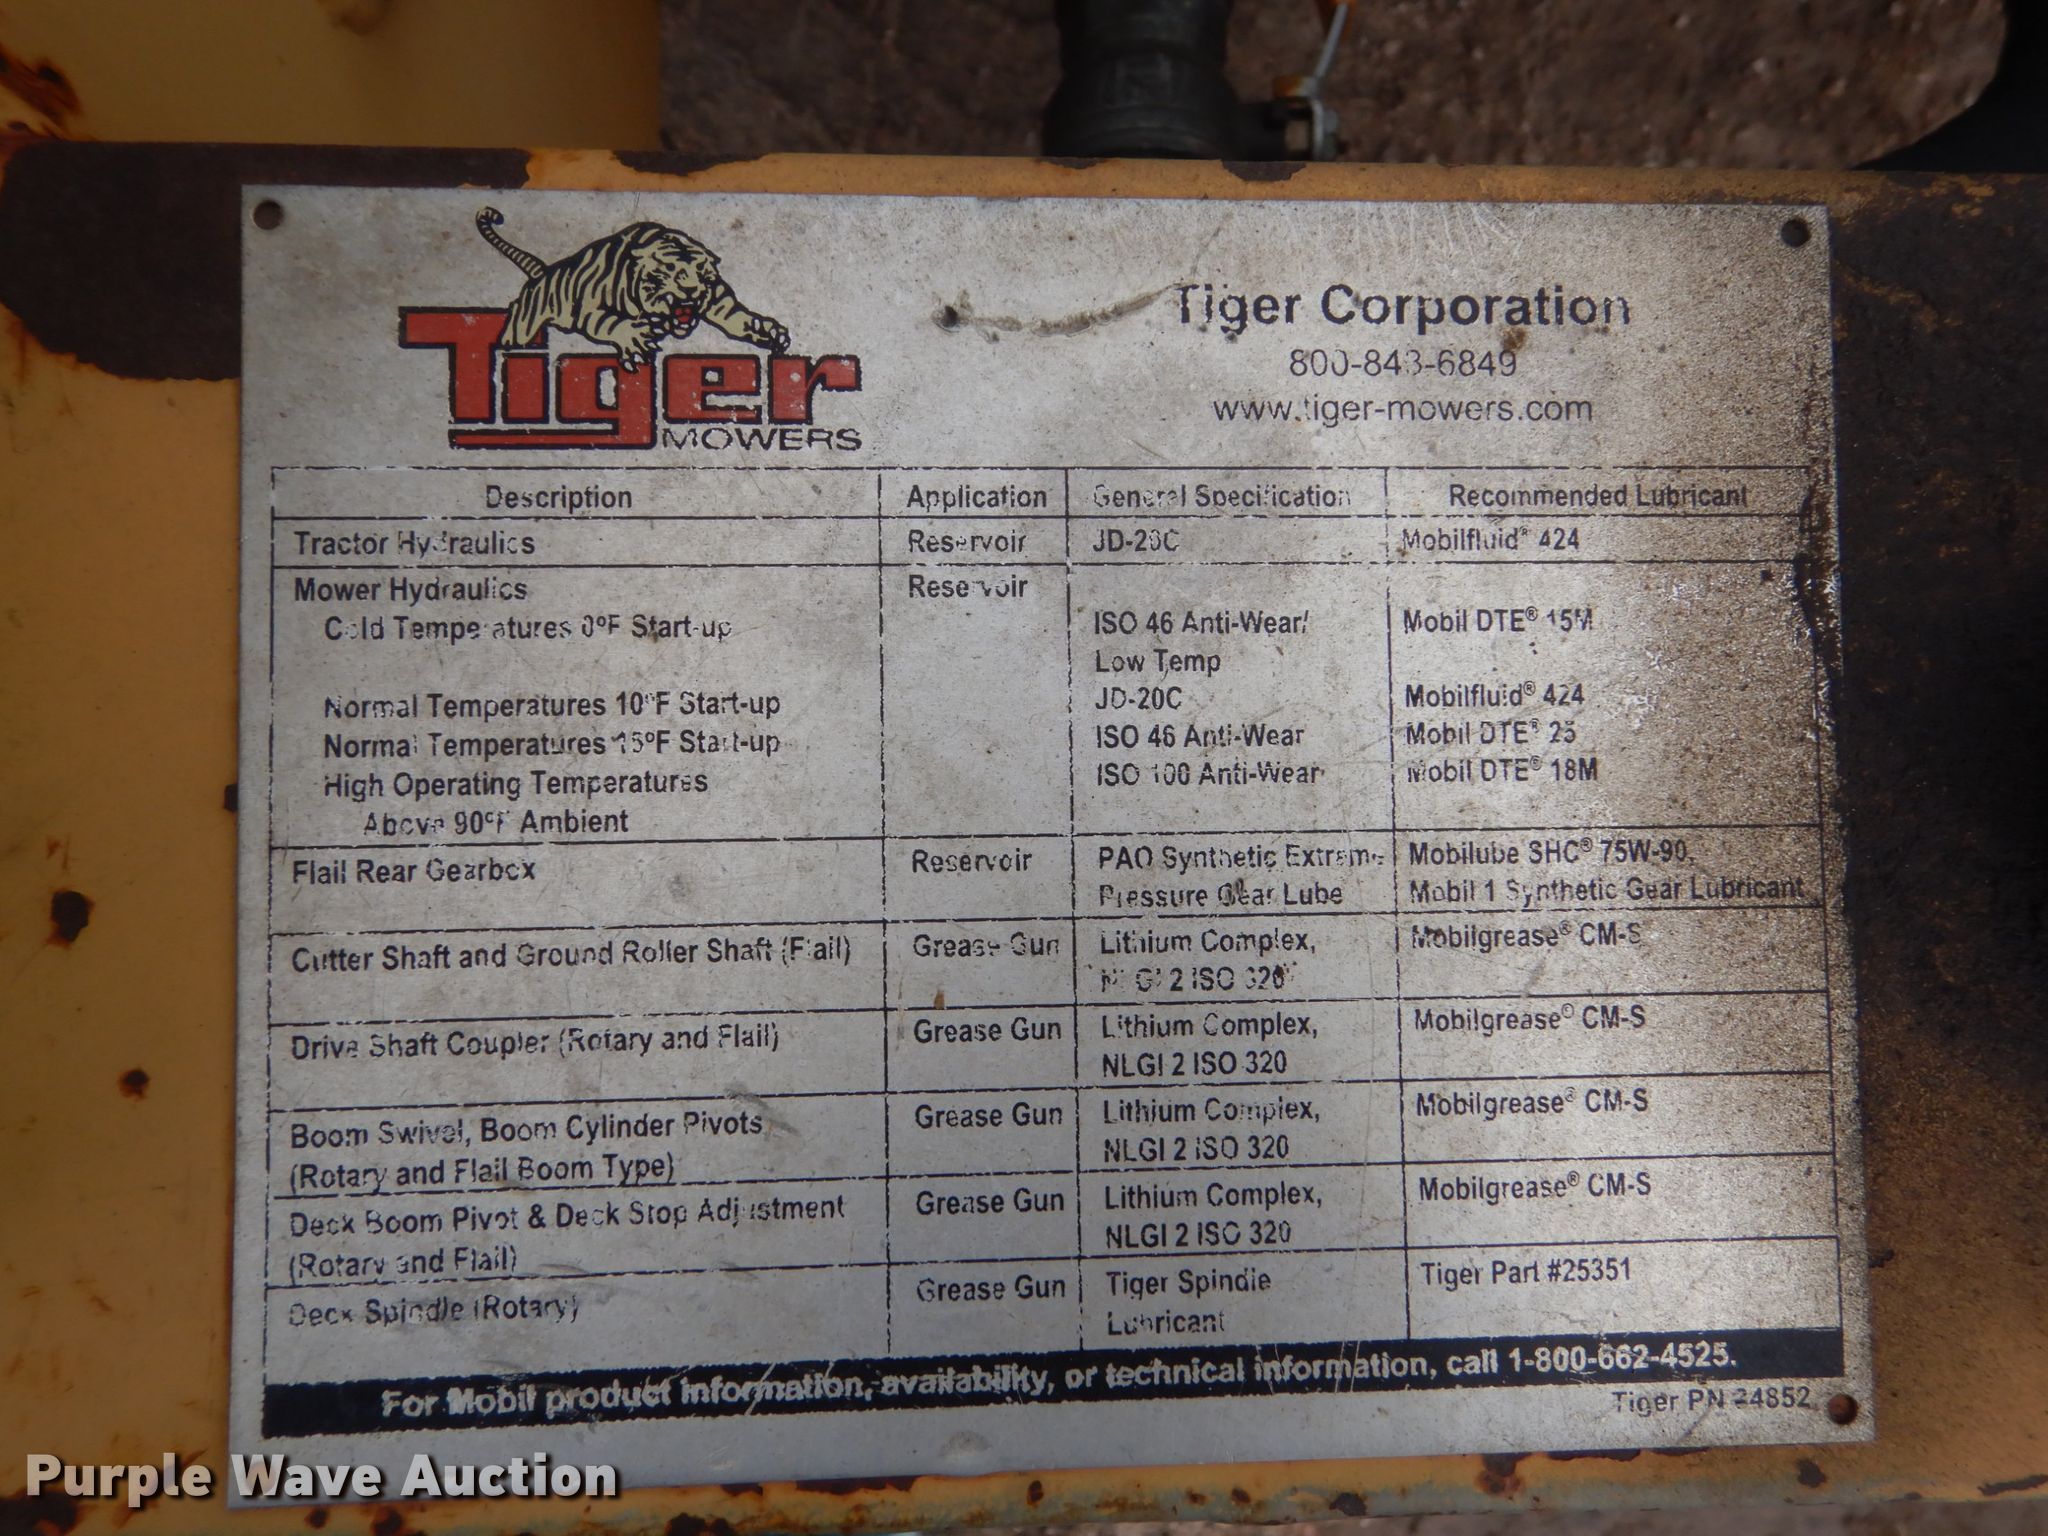 Tiger
MOWERS
Tiger Corporation
800-843-6849
www.tiger-mowers.com
Description Application General Specification Recommended Lubricant
Tractor Hydraulics Reservoir JD-20C Mobilfluid® 424
Mower Hydraulics Reservoir
Cold Temperatures 0°F Start-up ISO 46 Anti-Wear/ Mobil DTE® 15M
Low Temp
Normal Temperatures 10°F Start-up JD-20C Mobilfluid® 424
Normal Temperatures 15°F Start-up ISO 46 Anti-Wear Mobil DTE® 25
High Operating Temperatures ISO 100 Anti-Wear Mobil DTE® 18M
Above 90°F Ambient
Flail Rear Gearbox Reservoir PAO Synthetic Extreme Mobilube SHC® 75W-90,
Pressure Gear Lube Mobil 1 Synthetic Gear Lubricant
Cutter Shaft and Ground Roller Shaft (Flail) Grease Gun Lithium Complex, Mobilgrease® CM-S
NLGI 2 ISO 320
Drive Shaft Coupler (Rotary and Flail) Grease Gun Lithium Complex, Mobilgrease® CM-S
NLGI 2 ISO 320
Boom Swivel, Boom Cylinder Pivots Grease Gun Lithium Complex, Mobilgrease® CM-S
(Rotary and Flail Boom Type) NLGI 2 ISO 320
Deck Boom Pivot & Deck Stop Adjustment Grease Gun Lithium Complex, Mobilgrease® CM-S
(Rotary and Flail) NLGI 2 ISO 320
Deck Spindle (Rotary) Grease Gun Tiger Spindle Tiger Part #25351
Lubricant
For Mobil product information, availability, or technical information, call 1-800-662-4525.
Tiger PN 34852
Purple Wave Auction